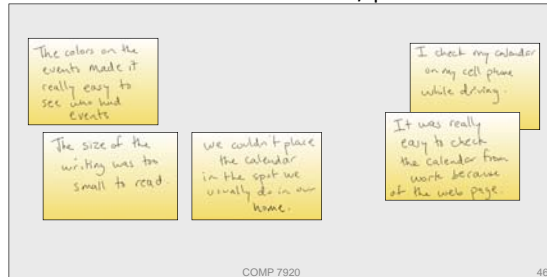 The colors on the
events made it
really easy to
see who had
events
The size of the
writing was too
small to read.
we couldn't place
the calendar
in the spot we
usually do in our
home.
I check my calendar
on my cell phone
while driving.
It was really
easy to check
the calendar from
work because
of the web page.
COMP 7920
46